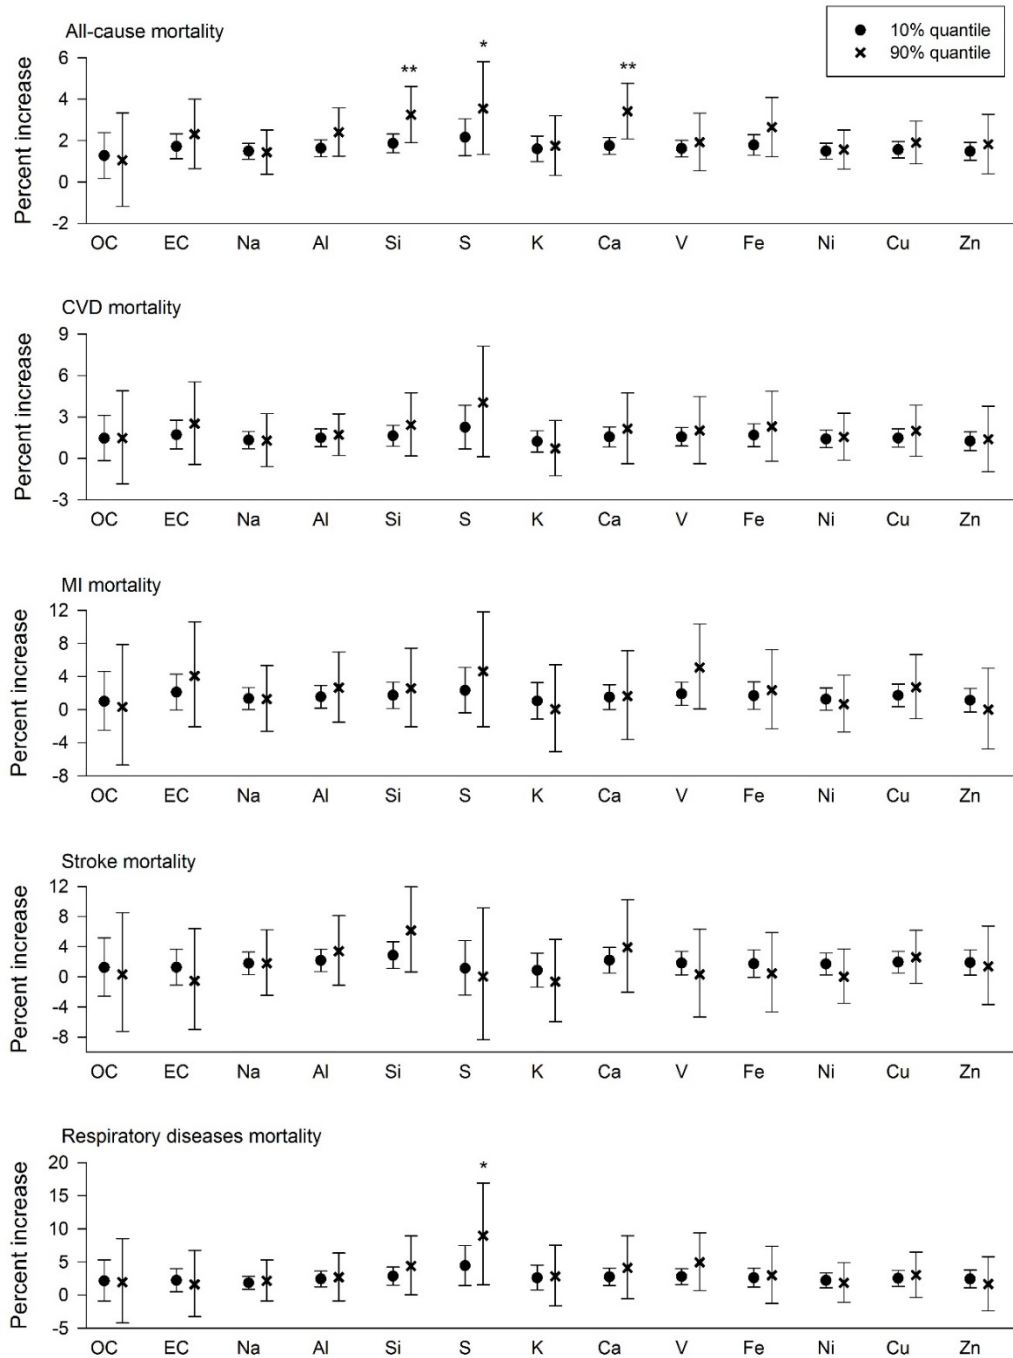 10% quantile
90% quantile
All-cause mortality
Percent increase
6
4
2
0
-2
**
*
**
OC EC Na Al Si S K Ca V Fe Ni Cu Zn
CVD mortality
Percent increase
9
6
3
0
-3
OC EC Na Al Si S K Ca V Fe Ni Cu Zn
MI mortality
Percent increase
12
8
4
0
-4
-8
OC EC Na Al Si S K Ca V Fe Ni Cu Zn
Stroke mortality
Percent increase
12
8
4
0
-4
-8
OC EC Na Al Si S K Ca V Fe Ni Cu Zn
Respiratory diseases mortality
Percent increase
20
15
10
5
0
-5
*
OC EC Na Al Si S K Ca V Fe Ni Cu Zn